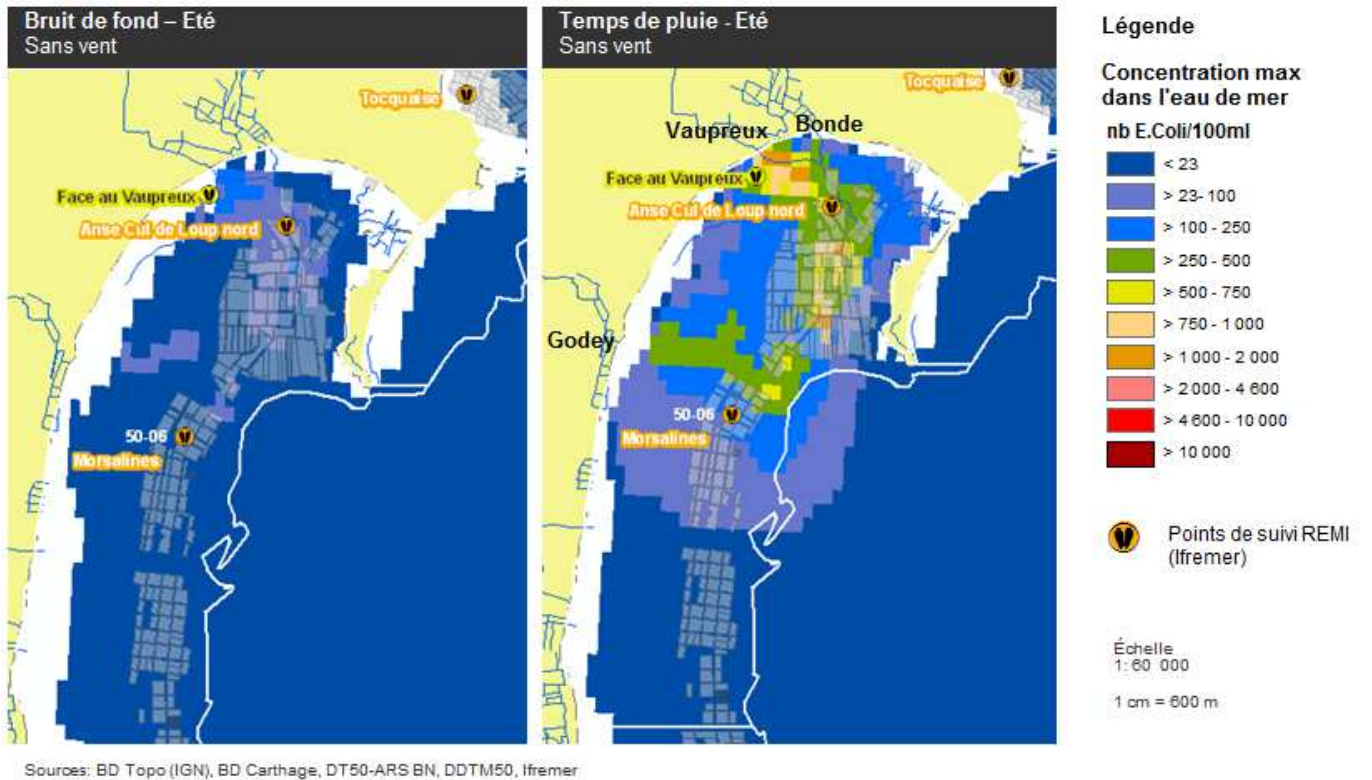 Bruit de fond – Eté
Sans vent
Tocquaise
Face au Vaupreux
Anse Cul de Loup nord
50-06
Morsalines
Temps de pluie - Eté
Sans vent
Tocquaise
Vaupreux
Bonde
Face au Vaupreux
Anse Cul de Loup nord
Godey
50-06
Morsalines
Légende
Concentration max
dans l'eau de mer
nb E.Coli/100ml
< 23
> 23- 100
> 100 - 250
> 250 - 500
> 500 - 750
> 750 - 1 000
> 1 000 - 2 000
> 2 000 - 4 600
> 4 600 - 10 000
> 10 000
Points de suivi REMI
(Ifremer)
Échelle
1: 60 000
1 cm = 600 m
Sources: BD Topo (IGN), BD Carthage, DT50-ARS BN, DDTM50, Ifremer